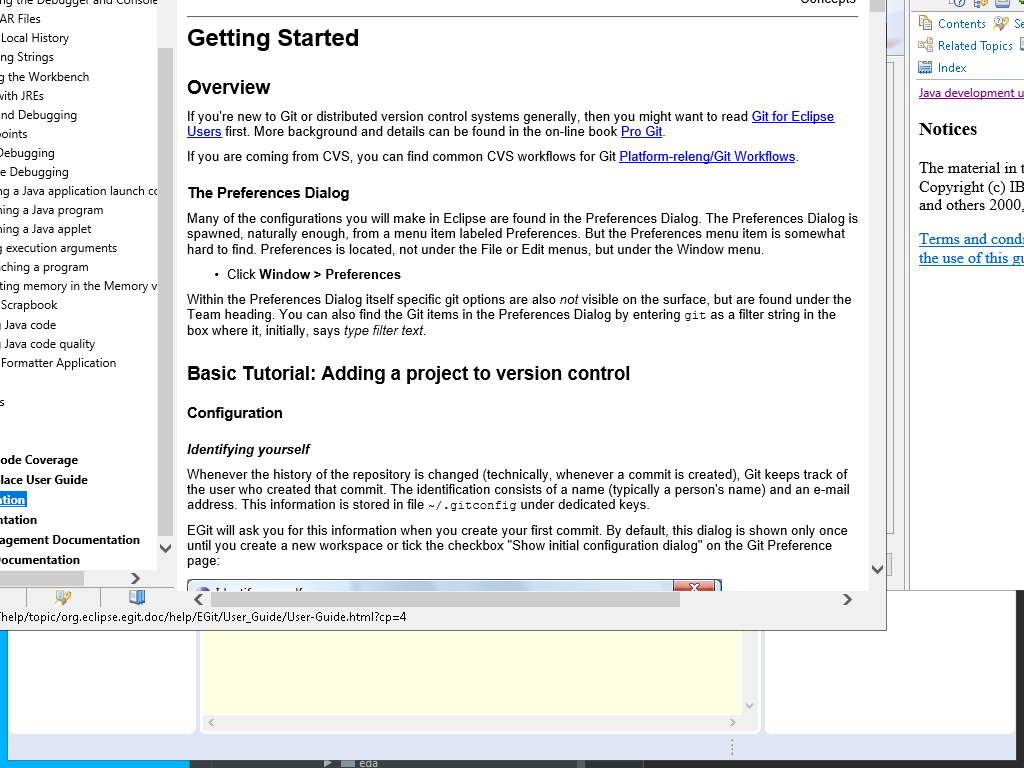 ng the Debugger and Console
AR Files
Local History
ng Strings
g the Workbench
with JREs
nd Debugging
oints
Debugging
e Debugging
ng a Java application launch co
hing a Java program
hing a Java applet
g execution arguments
nching a program
ting memory in the Memory v
Scrapbook
g Java code
Java code quality
Formatter Application
s
ode Coverage
lace User Guide
ation
ntation
agement Documentation
ocumentation
Concepts
Getting Started
Overview
If you're new to Git or distributed version control systems generally, then you might want to read Git for Eclipse
Users first. More background and details can be found in the on-line book Pro Git.
If you are coming from CVS, you can find common CVS workflows for Git Platform-releng/Git Workflows.
The Preferences Dialog
Many of the configurations you will make in Eclipse are found in the Preferences Dialog. The Preferences Dialog is
spawned, naturally enough, from a menu item labeled Preferences. But the Preferences menu item is somewhat
hard to find. Preferences is located, not under the File or Edit menus, but under the Window menu.
• Click Window > Preferences
Within the Preferences Dialog itself specific git options are also not visible on the surface, but are found under the
Team heading. You can also find the Git items in the Preferences Dialog by entering git as a filter string in the
box where it, initially, says type filter text.
Basic Tutorial: Adding a project to version control
Configuration
Identifying yourself
Whenever the history of the repository is changed (technically, whenever a commit is created), Git keeps track of
the user who created that commit. The identification consists of a name (typically a person's name) and an e-mail
address. This information is stored in file ~/.gitconfig under dedicated keys.
EGit will ask you for this information when you create your first commit. By default, this dialog is shown only once
until you create a new workspace or tick the checkbox "Show initial configuration dialog" on the Git Preference
page:
/help/topic/org.eclipse.egit.doc/help/EGit/User_Guide/User-Guide.html?cp=4
Contents Se
Related Topics
Index
Java development u
Notices
The material in t
Copyright (c) IB
and others 2000,
Terms and condi
the use of this gu
eda